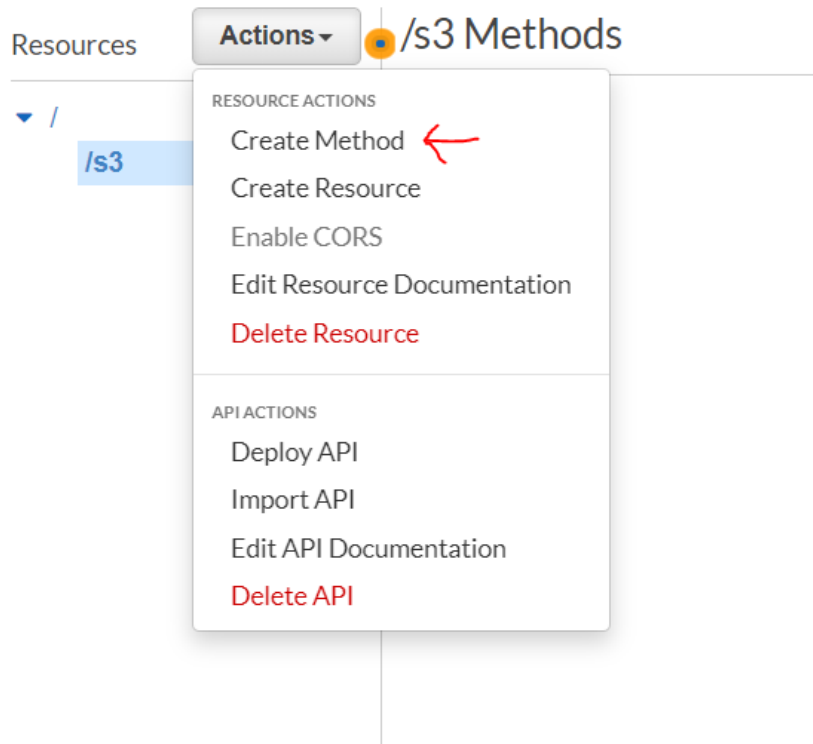 Resources
Actions
/s3 Methods
/
/s3
RESOURCE ACTIONS
Create Method
Create Resource
Enable CORS
Edit Resource Documentation
Delete Resource
API ACTIONS
Deploy API
Import API
Edit API Documentation
Delete API